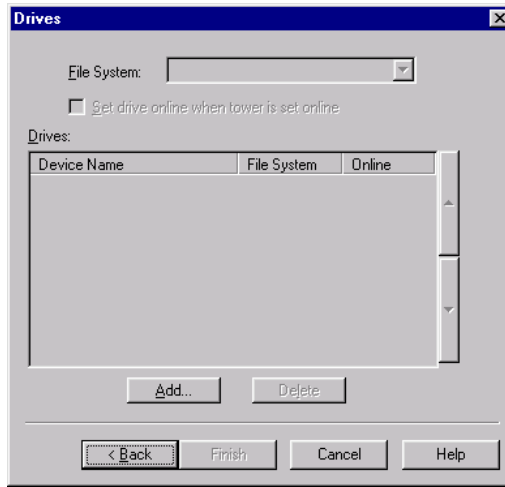 Drives
File System:
Set drive online when tower is set online
Drives:
Device Name File System Online
Add... Delete
< Back Finish Cancel Help